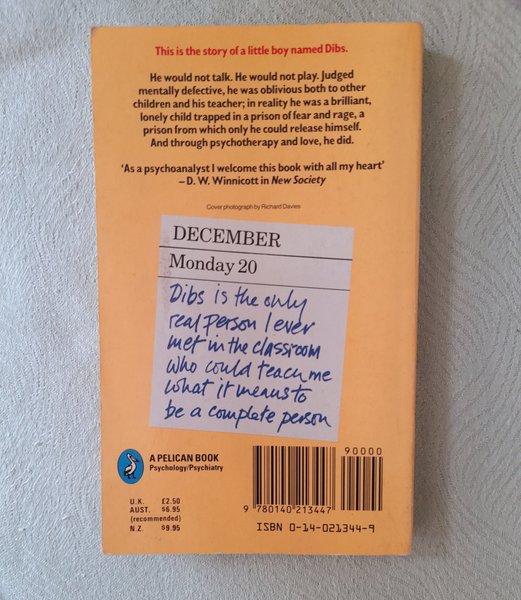 This is the story of a little boy named Dibs.
He would not talk. He would not play. Judged
mentally defective, he was oblivious both to other
children and his teacher; in reality he was a brilliant,
lonely child trapped in a prison of fear and rage, a
prison from which only he could release himself.
And through psychotherapy and love, he did.
'As a psychoanalyst I welcome this book with all my heart'
– D. W. Winnicott in New Society
Cover photograph by Richard Davies
DECEMBER
Monday 20
Dibs is the only
real person I ever
met in the classroom
who could teach me
what it means to
be a complete person
A PELICAN BOOK
Psychology/Psychiatry
U.K. £2.50
AUST. $6.95
(recommended)
N.Z. $9.95
90000
9 780140 213447
ISBN 0-14-021344-9